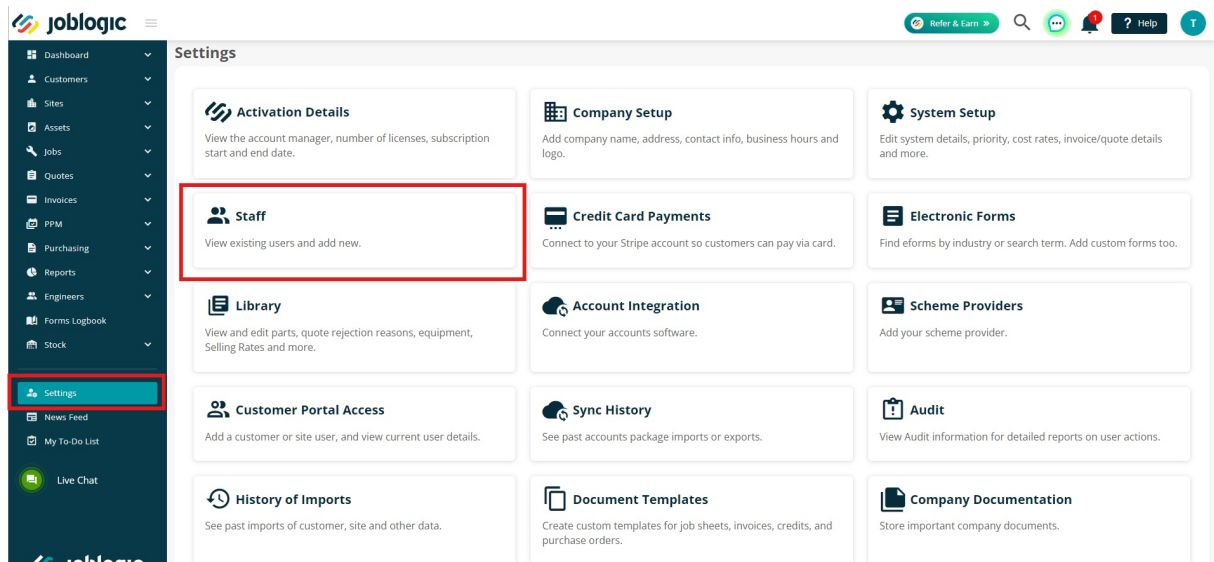 joblogic
Refer & Earn »
1
? Help
T
Dashboard
Customers
Sites
Assets
Jobs
Quotes
Invoices
PPM
Purchasing
Reports
Engineers
Forms Logbook
Stock
Settings
News Feed
My To-Do List
Live Chat
joblogic
Settings
Activation Details
View the account manager, number of licenses, subscription
start and end date.
Company Setup
Add company name, address, contact info, business hours and
logo.
System Setup
Edit system details, priority, cost rates, invoice/quote details
and more.
Staff
View existing users and add new.
Credit Card Payments
Connect to your Stripe account so customers can pay via card.
Electronic Forms
Find eforms by industry or search term. Add custom forms too.
Library
View and edit parts, quote rejection reasons, equipment,
Selling Rates and more.
Account Integration
Connect your accounts software.
Scheme Providers
Add your scheme provider.
Customer Portal Access
Add a customer or site user, and view current user details.
Sync History
See past accounts package imports or exports.
Audit
View Audit information for detailed reports on user actions.
History of Imports
See past imports of customer, site and other data.
Document Templates
Create custom templates for job sheets, invoices, credits, and
purchase orders.
Company Documentation
Store important company documents.